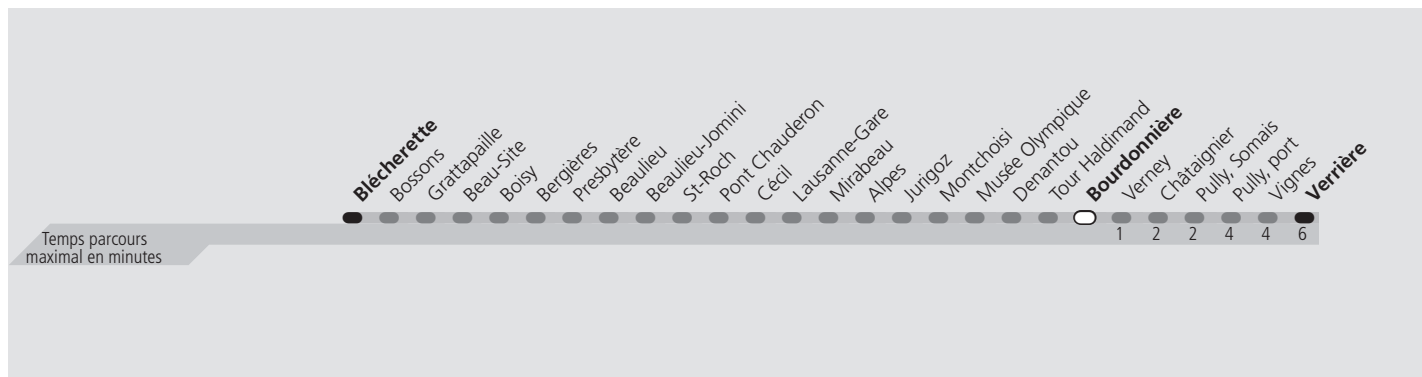 Blécherette
Bossons
Grattapaille
Beau-Site
Boisy
Bergières
Presbytère
Beaulieu
Beaulieu-Jomini
St-Roch
Pont Chauderon
Cécil
Lausanne-Gare
Mirabeau
Alpes
Jurigoz
Montchoisi
Musée Olympique
Denantou
Tour Haldimand
Bourdonnière
Verney
Châtaignier
Pully, Somais
Pully, port
Vignes
Verrière
Temps parcours
maximal en minutes
1 2 2 4 4 6